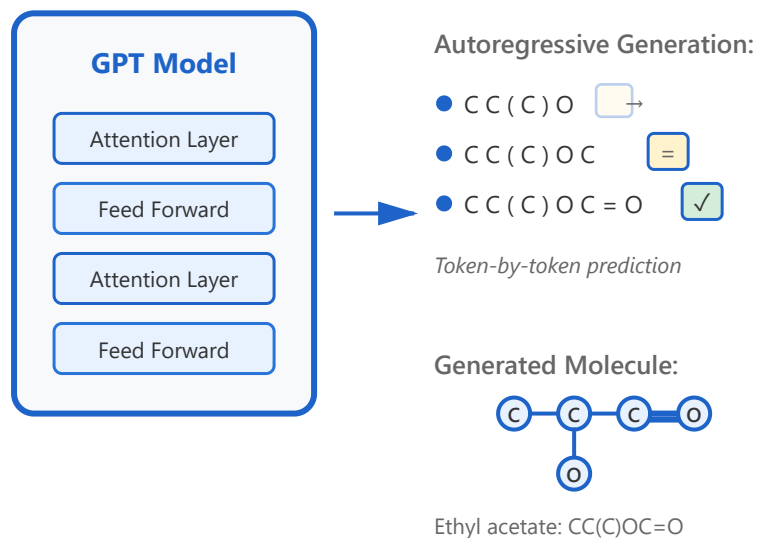 GPT Model
Attention Layer
Feed Forward
Attention Layer
Feed Forward
Autoregressive Generation:
C C ( C ) O →
C C ( C ) O C =
C C ( C ) O C = O ✓
Token-by-token prediction
Generated Molecule:
C C C O
O
Ethyl acetate: CC(C)OC=O